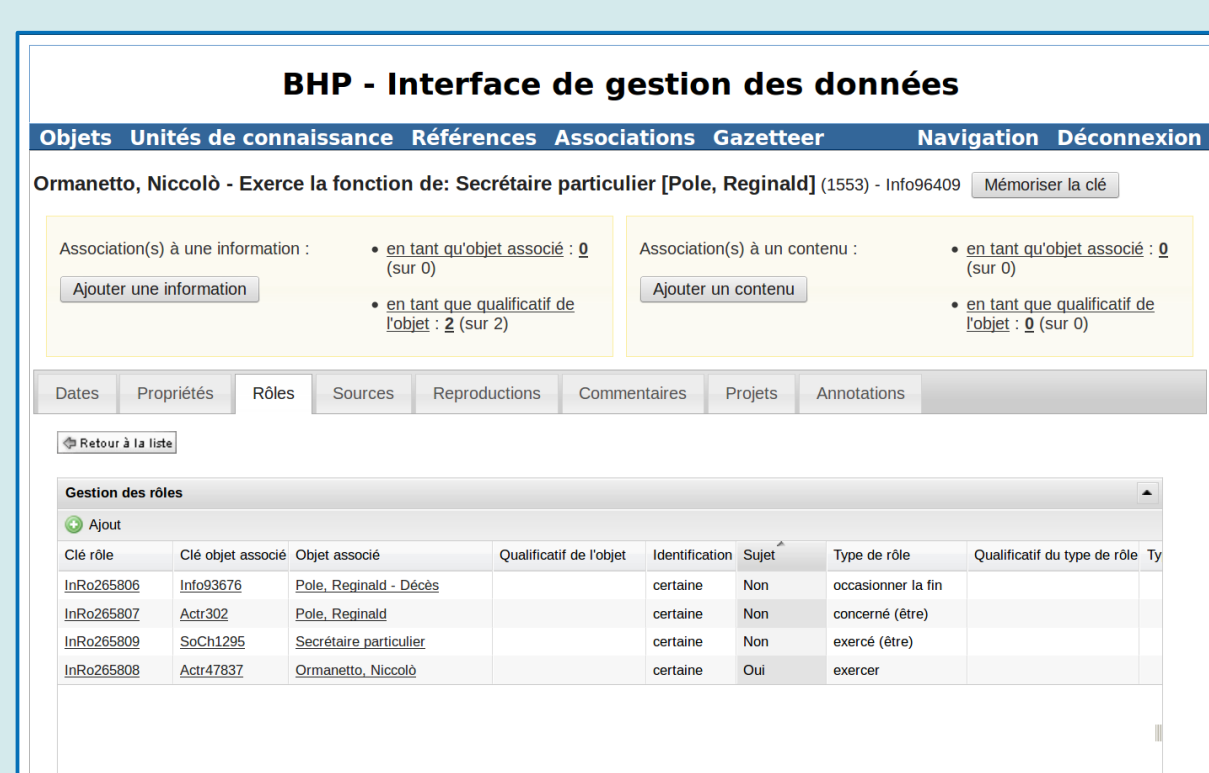 BHP - Interface de gestion des données
Objets Unités de connaissance Références Associations Gazetteer Navigation Déconnexion
Ormanetto, Niccolò - Exerce la fonction de: Secrétaire particulier [Pole, Reginald] (1553) - Info96409 Mémoriser la clé
Association(s) à une information :
Ajouter une information
• en tant qu'objet associé : 0
(sur 0)
• en tant que qualificatif de
l'objet : 2 (sur 2)
Association(s) à un contenu :
Ajouter un contenu
• en tant qu'objet associé : 0
(sur 0)
• en tant que qualificatif de
l'objet : 0 (sur 0)
Dates Propriétés Rôles Sources Reproductions Commentaires Projets Annotations
Retour à la liste
Gestion des rôles
Ajout
Clé rôle Clé objet associé Objet associé Qualificatif de l'objet Identification Sujet Type de rôle Qualificatif du type de rôle Ty
InRo265806 Info93676 Pole, Reginald - Décès certaine Non occasionner la fin
InRo265807 Actr302 Pole, Reginald certaine Non concerné (être)
InRo265809 SoCh1295 Secrétaire particulier certaine Non exercé (être)
InRo265808 Actr47837 Ormanetto, Niccolò certaine Oui exercer